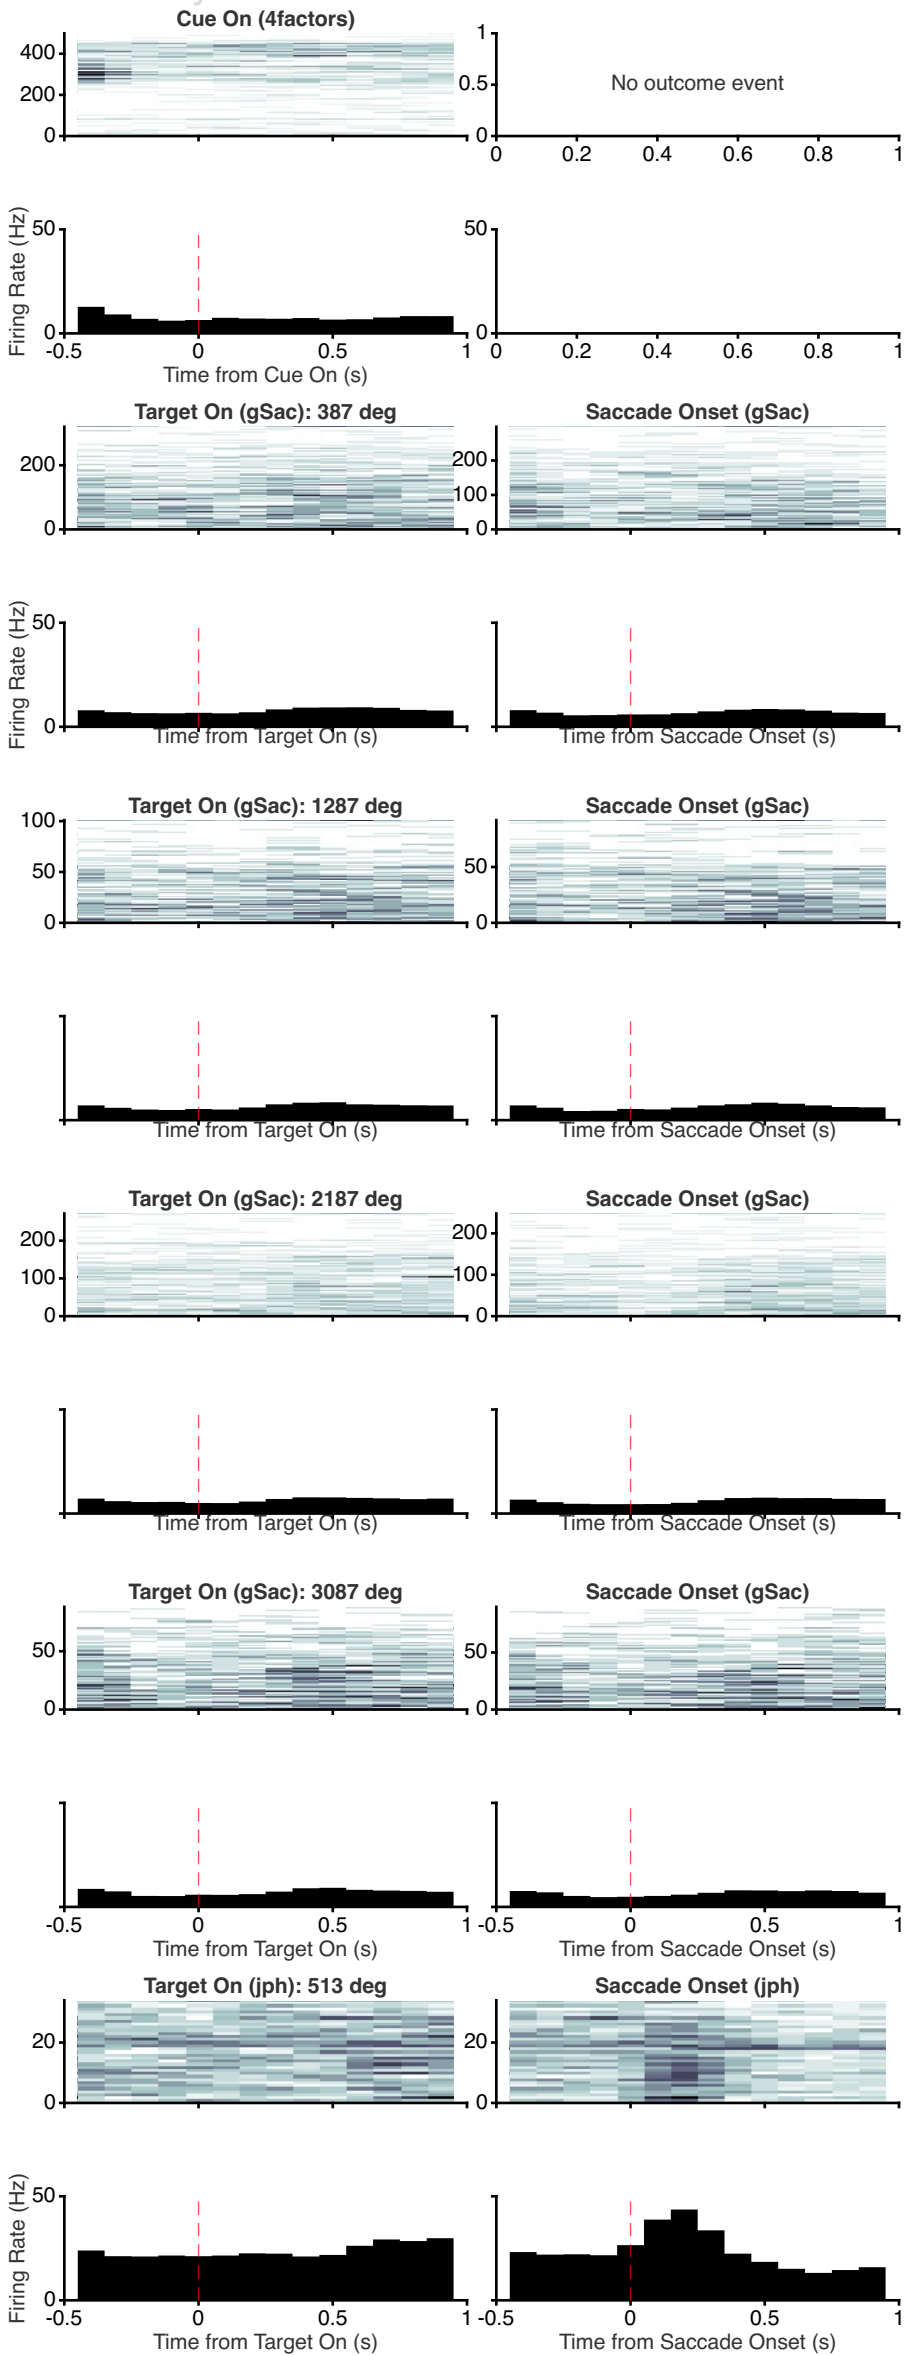 Cue On (4factors)
400
200
0
1
0.5
0
No outcome event
0 0.2 0.4 0.6 0.8 1
Firing Rate (Hz)
50
0
-0.5 0 0.5 1
Time from Cue On (s)
50
0
0 0.2 0.4 0.6 0.8 1
Target On (gSac): 387 deg
200
0
Saccade Onset (gSac)
200
100
0
Firing Rate (Hz)
50
0
Time from Target On (s)
Time from Saccade Onset (s)
Target On (gSac): 1287 deg
100
50
0
Saccade Onset (gSac)
50
0
Time from Target On (s)
Time from Saccade Onset (s)
Target On (gSac): 2187 deg
200
100
0
Saccade Onset (gSac)
200
100
0
Time from Target On (s)
Time from Saccade Onset (s)
Target On (gSac): 3087 deg
50
0
Saccade Onset (gSac)
50
0
-0.5 0 0.5 1
Time from Target On (s)
-0.5 0 0.5 1
Time from Saccade Onset (s)
Target On (jph): 513 deg
20
0
Saccade Onset (jph)
20
0
Firing Rate (Hz)
50
0
-0.5 0 0.5 1
Time from Target On (s)
-0.5 0 0.5 1
Time from Saccade Onset (s)